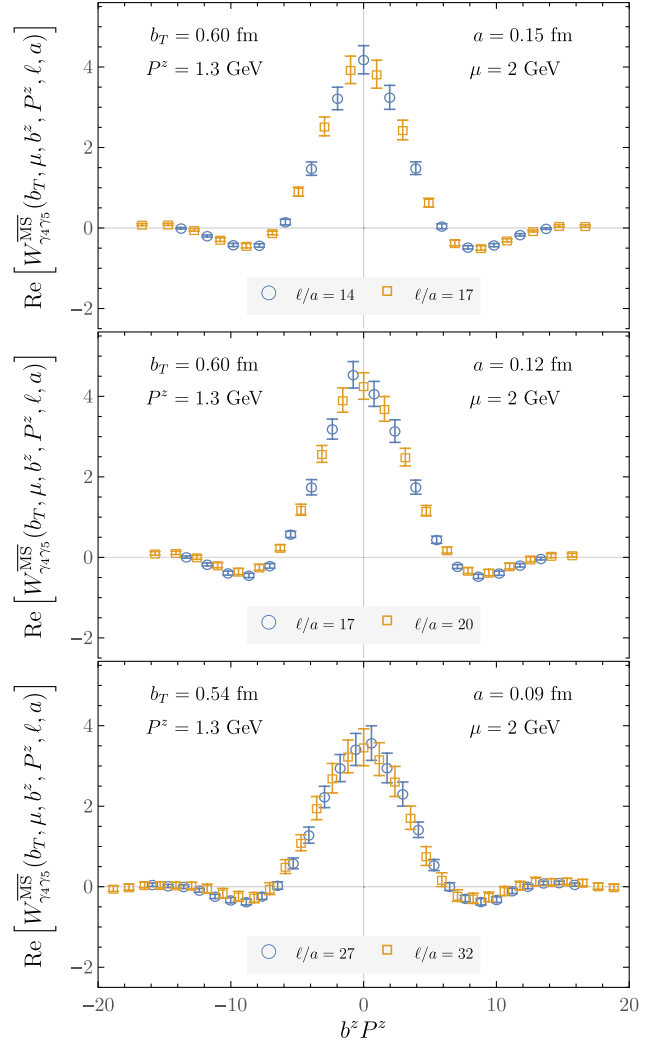 b_T = 0.60 fm a = 0.15 fm
P^z = 1.3 GeV μ = 2 GeV
Re [W^{\overline{MS}}_{γ_4γ_5}(b_T, μ, b^z, P^z, ℓ, a)]
4
2
0
−2
ℓ/a = 14 ℓ/a = 17
b_T = 0.60 fm a = 0.12 fm
P^z = 1.3 GeV μ = 2 GeV
Re [W^{\overline{MS}}_{γ_4γ_5}(b_T, μ, b^z, P^z, ℓ, a)]
4
2
0
−2
ℓ/a = 17 ℓ/a = 20
b_T = 0.54 fm a = 0.09 fm
P^z = 1.3 GeV μ = 2 GeV
Re [W^{\overline{MS}}_{γ_4γ_5}(b_T, μ, b^z, P^z, ℓ, a)]
4
2
0
−2
ℓ/a = 27 ℓ/a = 32
−20 −10 0 10 20
b^z P^z